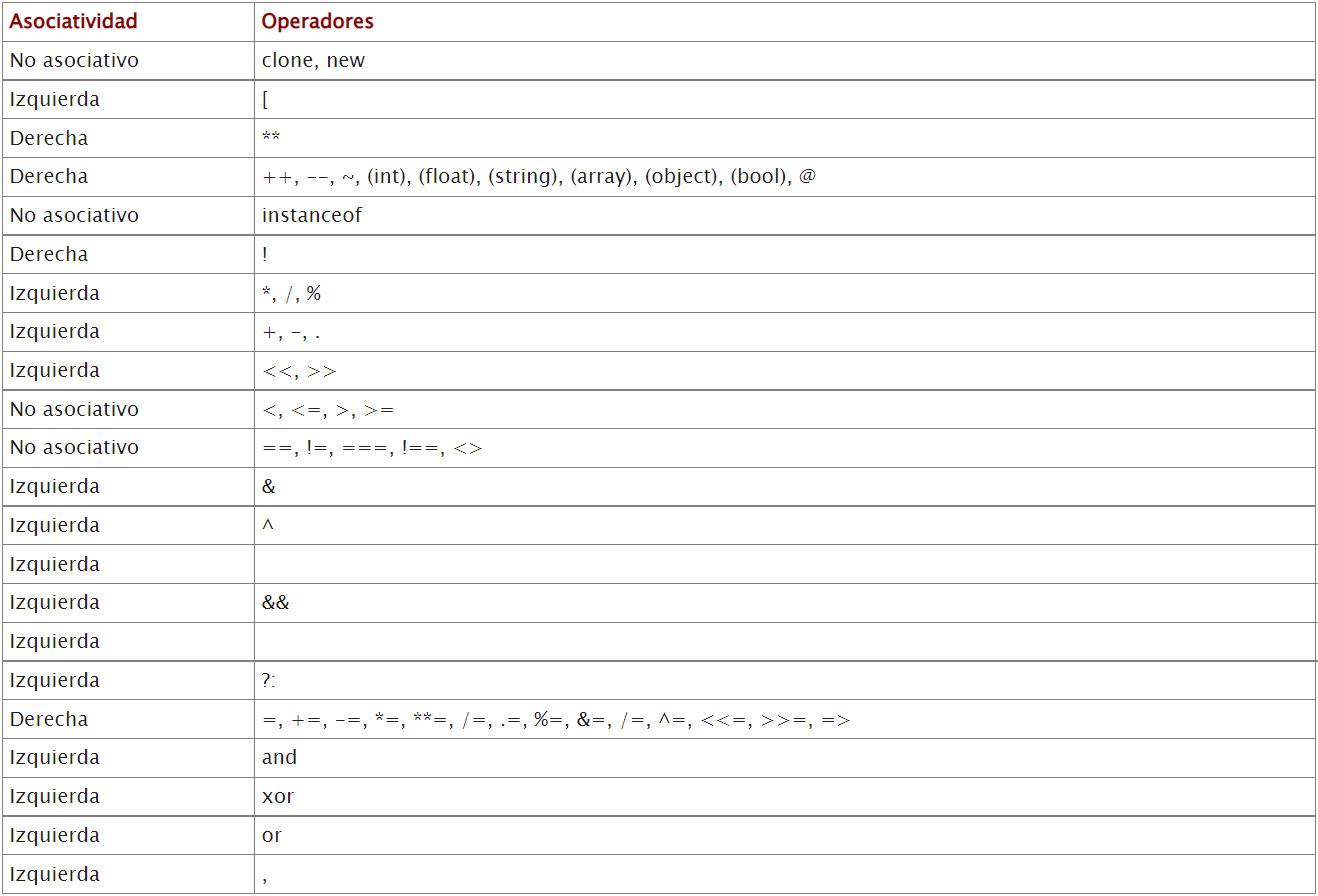 Asociatividad Operadores
No asociativo clone, new
Izquierda [
Derecha **
Derecha ++, --, ~, (int), (float), (string), (array), (object), (bool), @
No asociativo instanceof
Derecha !
Izquierda *, /, %
Izquierda +, -, .
Izquierda <<, >>
No asociativo <, <=, >, >=
No asociativo ==, !=, ===, !==, <>
Izquierda &
Izquierda ^
Izquierda
Izquierda &&
Izquierda
Izquierda ?:
Derecha =, +=, -=, *=, **=, /=, .=, %=, &=, /=, ^=, <<=, >>=, =>
Izquierda and
Izquierda xor
Izquierda or
Izquierda ,